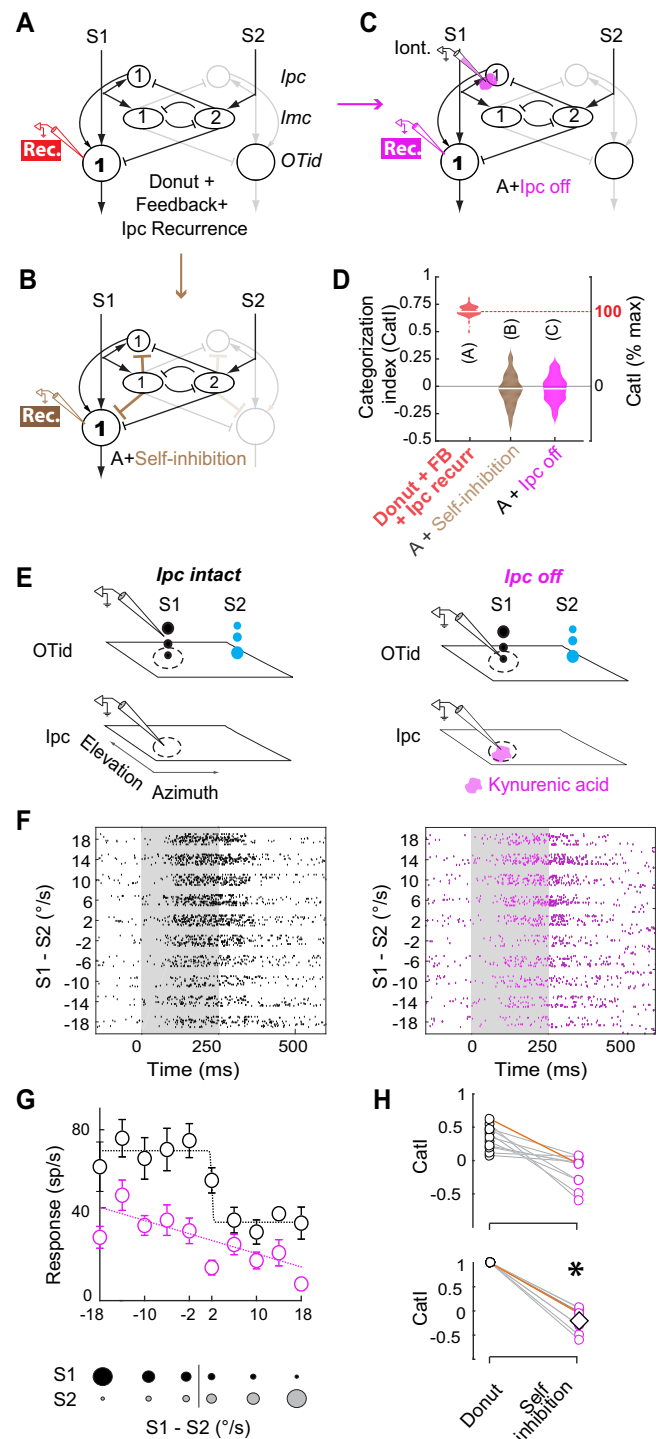 A
S1
S2
Ipc
1
Imc
1
2
OTid
Rec.
1
Donut +
Feedback+
Ipc Recurrence
C
S1
S2
Iont.
1
1
2
Rec.
1
A+Ipc off
B
S1
S2
1
1
2
Rec.
1
A+Self-inhibition
D
Categorization
index (CatI)
1
0.75
0.50
0.25
0
-0.25
-0.5
(A)
(B)
(C)
100
0
CatI (% max)
Donut + FB
+ Ipc recurr
A + Self-inhibition
A + Ipc off
E
Ipc intact
S1
S2
OTid
Ipc
Elevation
Azimuth
Ipc off
S1
S2
OTid
Ipc
Kynurenic acid
F
S1 - S2 (°/s)
18
14
10
6
2
-2
-6
-10
-14
-18
0
250
500
Time (ms)
S1 - S2 (°/s)
18
14
10
6
2
-2
-6
-10
-14
-18
0
250
500
Time (ms)
G
Response (sp/s)
80
40
0
-18
-10
-2
2
10
18
S1
S2
S1 - S2 (°/s)
H
CatI
1
0.5
0
-0.5
CatI
1
0.5
0
-0.5
*
Donut
Self
inhibition